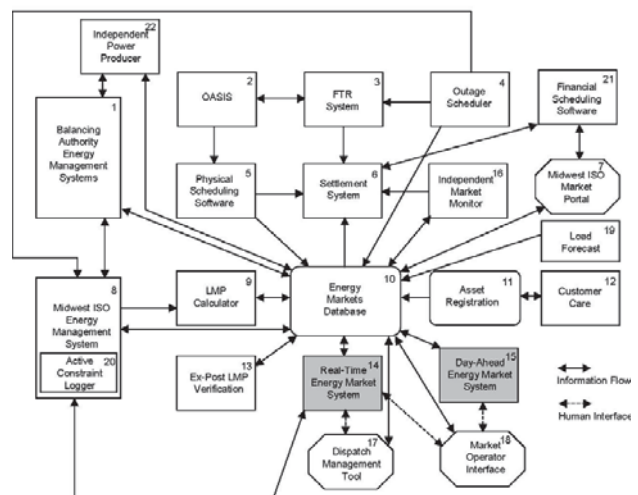 22
Independent
Power
Producer
1
Balancing
Authority
Energy
Management
Systems
2
OASIS
3
FTR
System
4
Outage
Scheduler
21
Financial
Scheduling
Software
5
Physical
Scheduling
Software
6
Settlement
System
16
Independent
Market
Monitor
7
Midwest ISO
Market
Portal
19
Load
Forecast
8
Midwest ISO
Energy
Management
System
20
Active
Constraint
Logger
9
LMP
Calculator
10
Energy
Markets
Database
11
Asset
Registration
12
Customer
Care
13
Ex-Post LMP
Verification
14
Real-Time
Energy Market
System
15
Day-Ahead
Energy Market
System
Information Flow
Human Interface
17
Dispatch
Management
Tool
18
Market
Operator
Interface